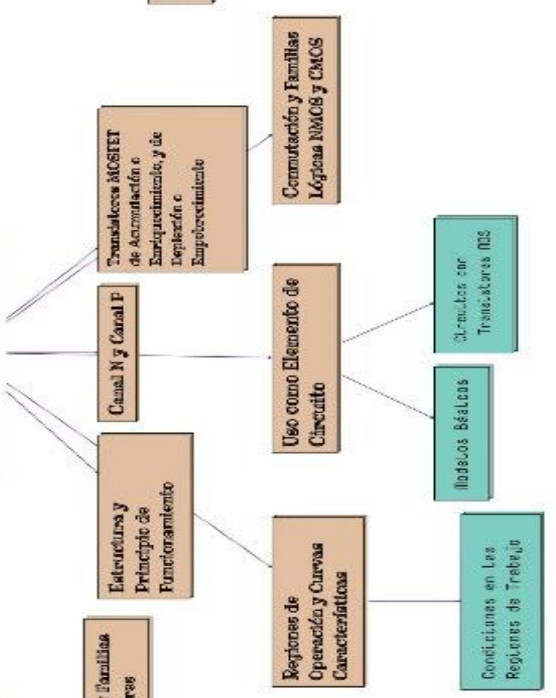 Familias
Estructura y
Principio de
Funcionamiento
Canal N y Canal P
Transistores MOSFET
de Acumulación o
Enriquecimiento, y de
Deplexión o
Empobrecimiento
Regiones de
Operación y Curvas
Características
Uso como Elemento de
Circuito
Conmutación y Familias
Lógicas NMOS y CMOS
Condiciones en Las
Regiones de Trabajo
Modelos Básicos
Circuitos con
Transistores MOS